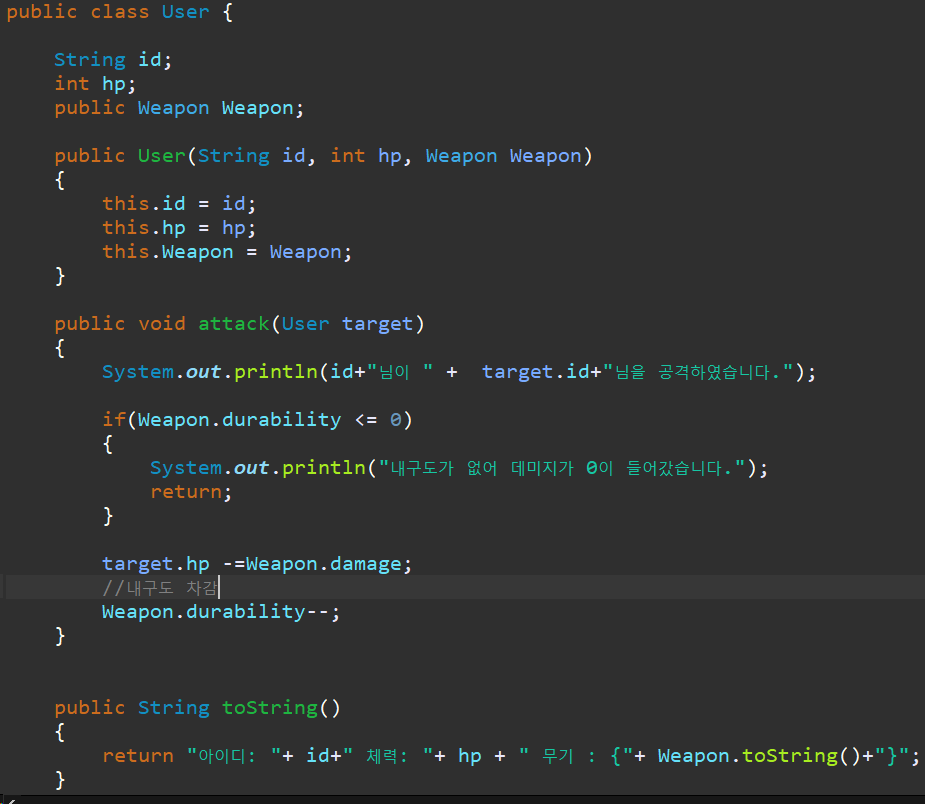 public class User {
String id;
int hp;
public Weapon Weapon;
public User(String id, int hp, Weapon Weapon)
{
this.id = id;
this.hp = hp;
this.Weapon = Weapon;
}
public void attack(User target)
{
System.out.println(id+"님이 " +  target.id+"님을 공격하였습니다.");
if(Weapon.durability <= 0)
{
System.out.println("내구도가 없어 데미지가 0이 들어갔습니다.");
return;
}
target.hp -=Weapon.damage;
//내구도 차감
Weapon.durability--;
}
public String toString()
{
return "아이디: "+ id+" 체력: "+ hp + " 무기 : {"+ Weapon.toString()+"}";
}